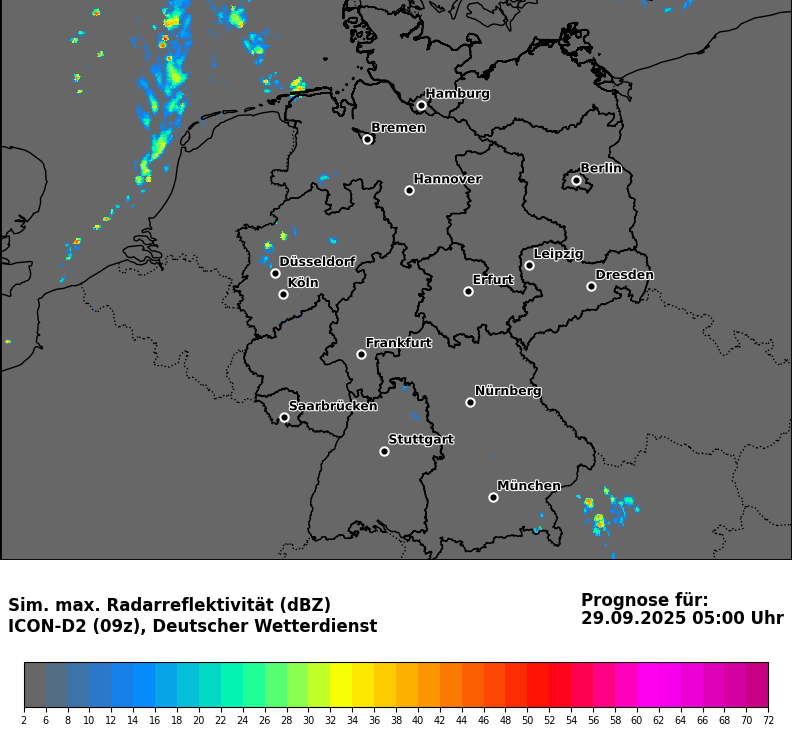 Hamburg
Bremen
Berlin
Hannover
Leipzig
Düsseldorf
Dresden
Köln
Erfurt
Frankfurt
Nürnberg
Saarbrücken
Stuttgart
München
Sim. max. Radarreflektivität (dBZ)
ICON-D2 (09z), Deutscher Wetterdienst
Prognose für:
29.09.2025 05:00 Uhr
2 6 8 10 12 14 16 18 20 22 24 26 28 30 32 34 36 38 40 42 44 46 48 50 52 54 56 58 60 62 64 66 68 70 72